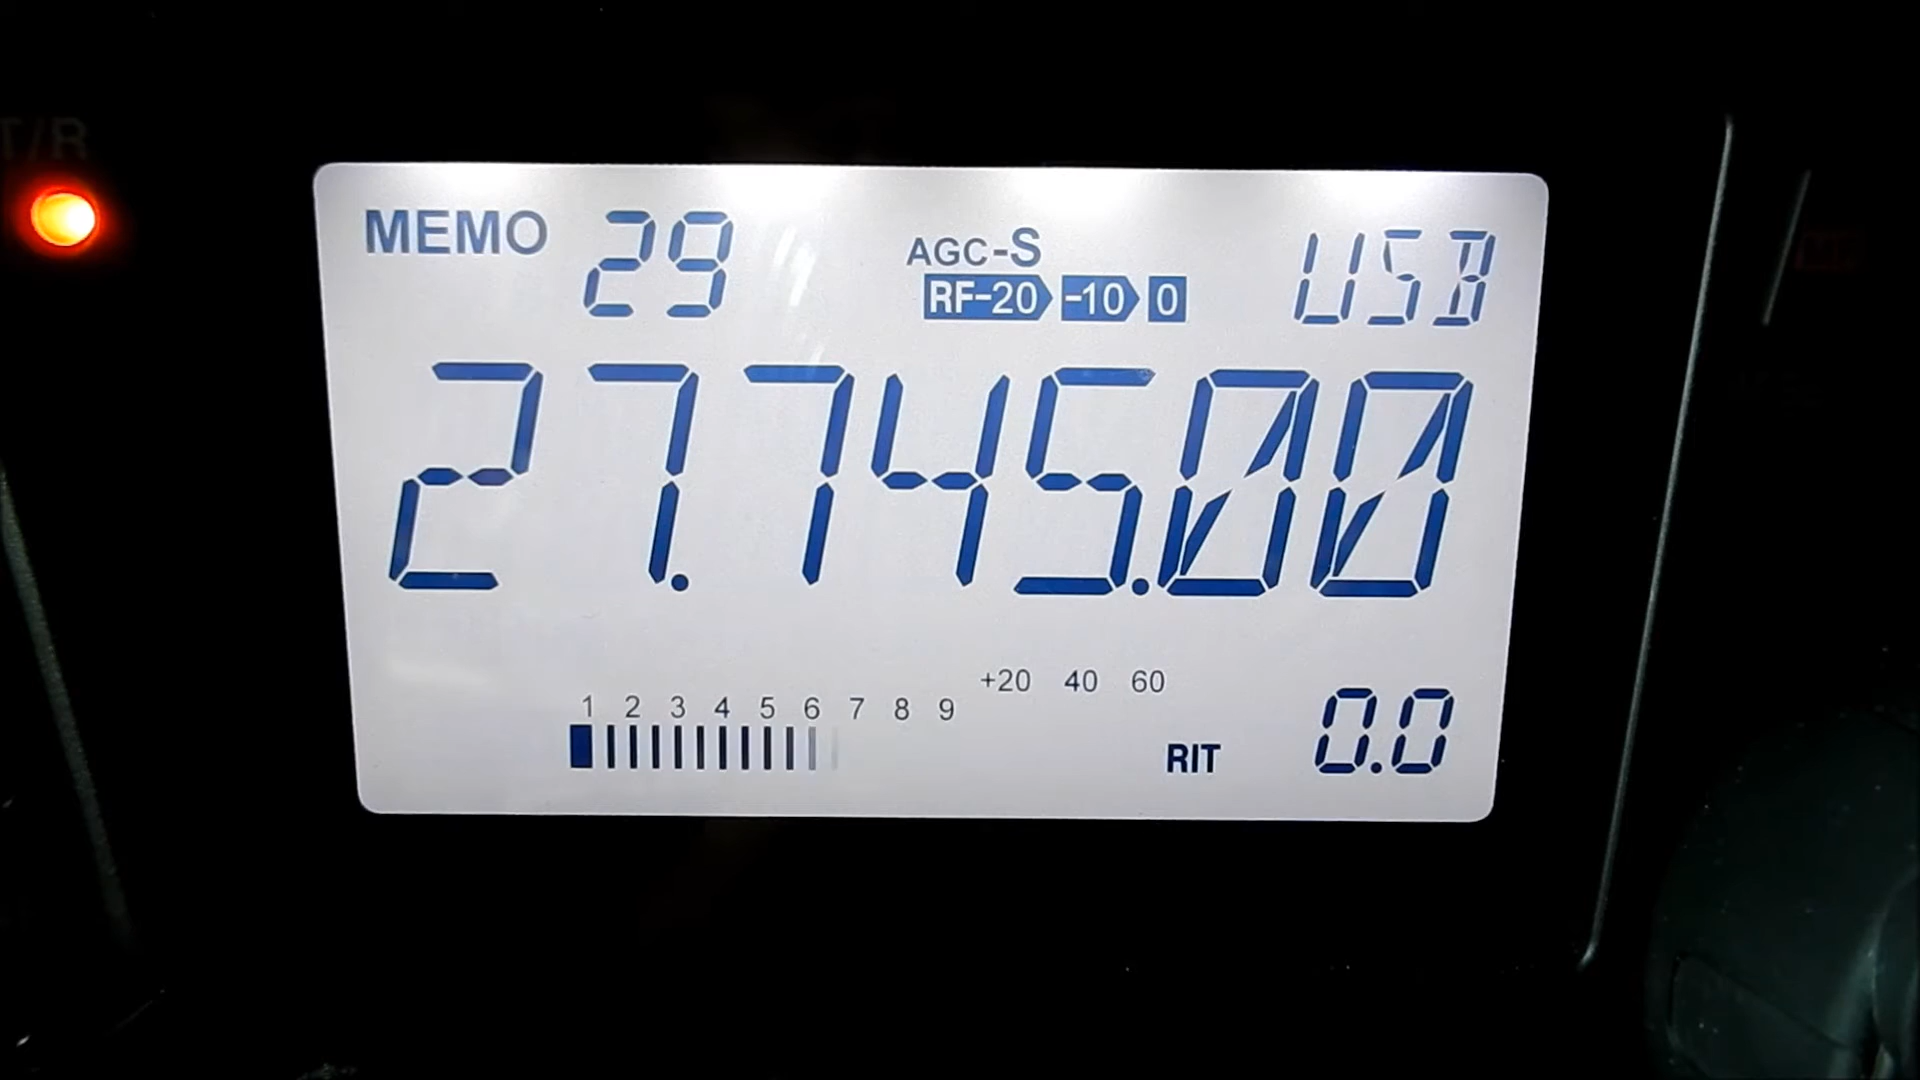 T/R
MEMO 29 AGC-S USB
RF-20 -10 0
27.745.00
+20 40 60
1 2 3 4 5 6 7 8 9
RIT 0.0